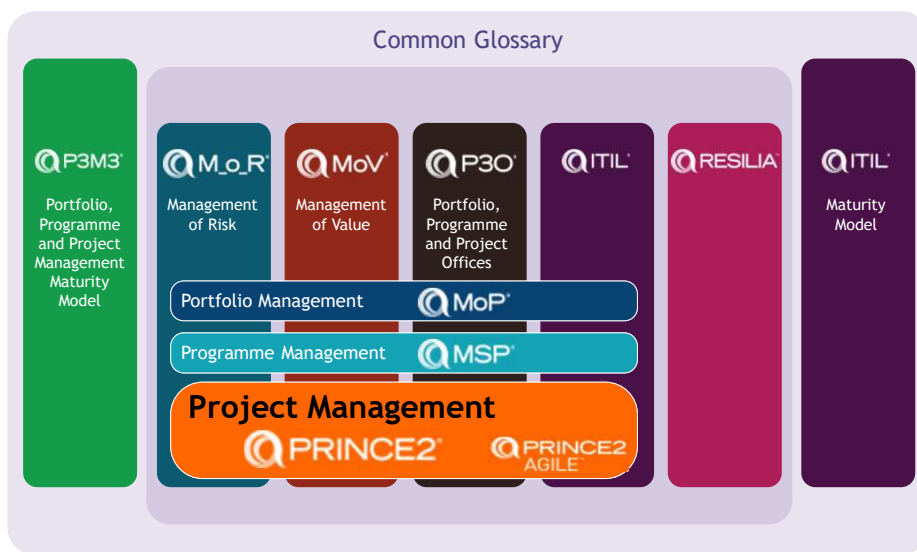 Common Glossary
P3M3®
Portfolio,
Programme
and Project
Management
Maturity
Model
M_o_R®
Management
of Risk
MoV®
Management
of Value
P3O®
Portfolio,
Programme
and Project
Offices
ITIL®
RESILIA™
ITIL®
Maturity
Model
Portfolio Management
MoP®
Programme Management
MSP®
Project Management
PRINCE2®
PRINCE2
AGILE™